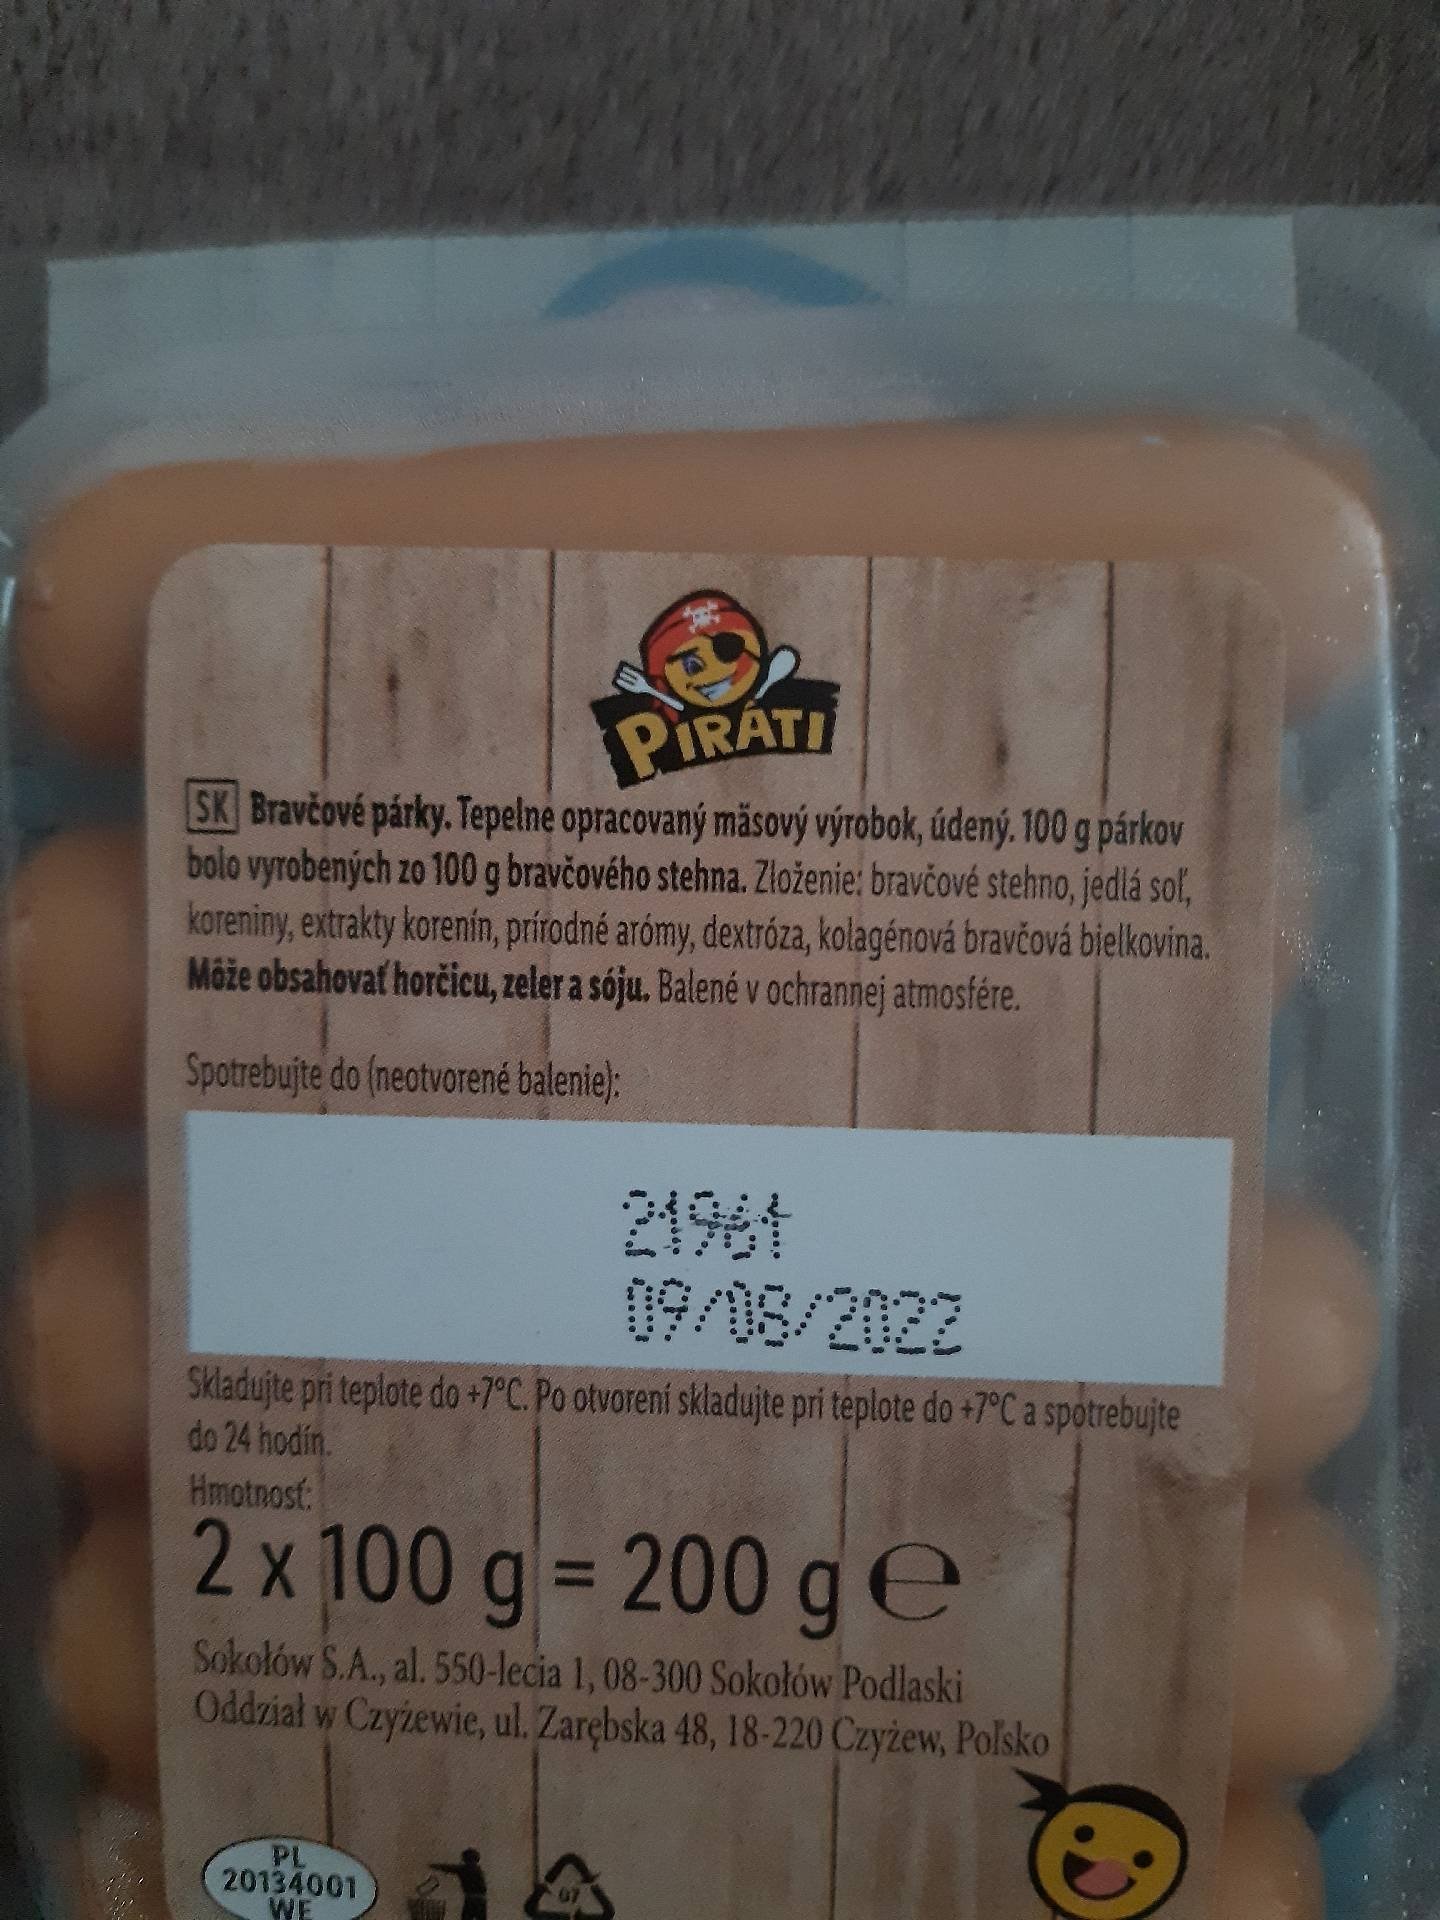 PIRÁTI
SK Bravčové párky. Tepelne opracovaný mäsový výrobok, údený. 100 g párkov
bolo vyrobených zo 100 g bravčového stehna. Zloženie: bravčové stehno, jedlá soľ,
koreniny, extrakty korenín, prírodné arómy, dextróza, kolagénová bravčová bielkovina.
Môže obsahovať horčicu, zeler a sóju. Balené v ochrannej atmosfére.
Spotrebujte do (neotvorené balenie):
09/08/2022
Skladujte pri teplote do +7°C. Po otvorení skladujte pri teplote do +7°C a spotrebujte
do 24 hodín.
Hmotnosť:
2 x 100 g = 200 g e
Sokołów S.A., al. 550-lecia 1, 08-300 Sokołów Podlaski
Oddział w Czyżewie, ul. Zarębska 48, 18-220 Czyżew, Poľsko
PL
20134001
WE
07